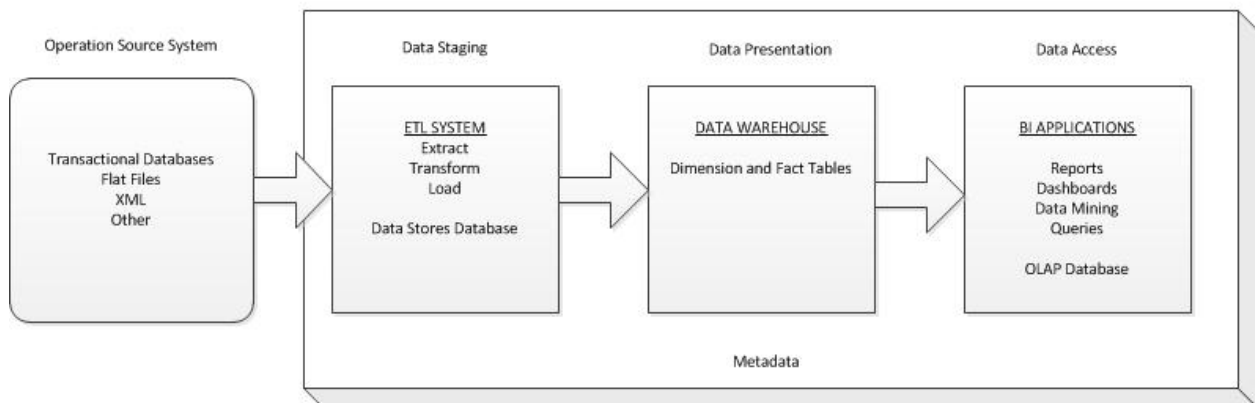 Operation Source System
Transactional Databases
Flat Files
XML
Other
Data Staging
ETL SYSTEM
Extract
Transform
Load
Data Stores Database
Data Presentation
DATA WAREHOUSE
Dimension and Fact Tables
Data Access
BI APPLICATIONS
Reports
Dashboards
Data Mining
Queries
OLAP Database
Metadata